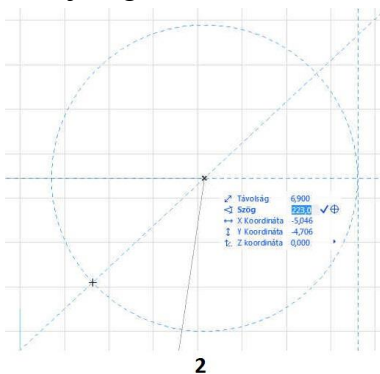 Távolság 6,900
Szög 223,0
X Koordináta -5,046
Y Koordináta -4,706
Z koordináta 0,000
2